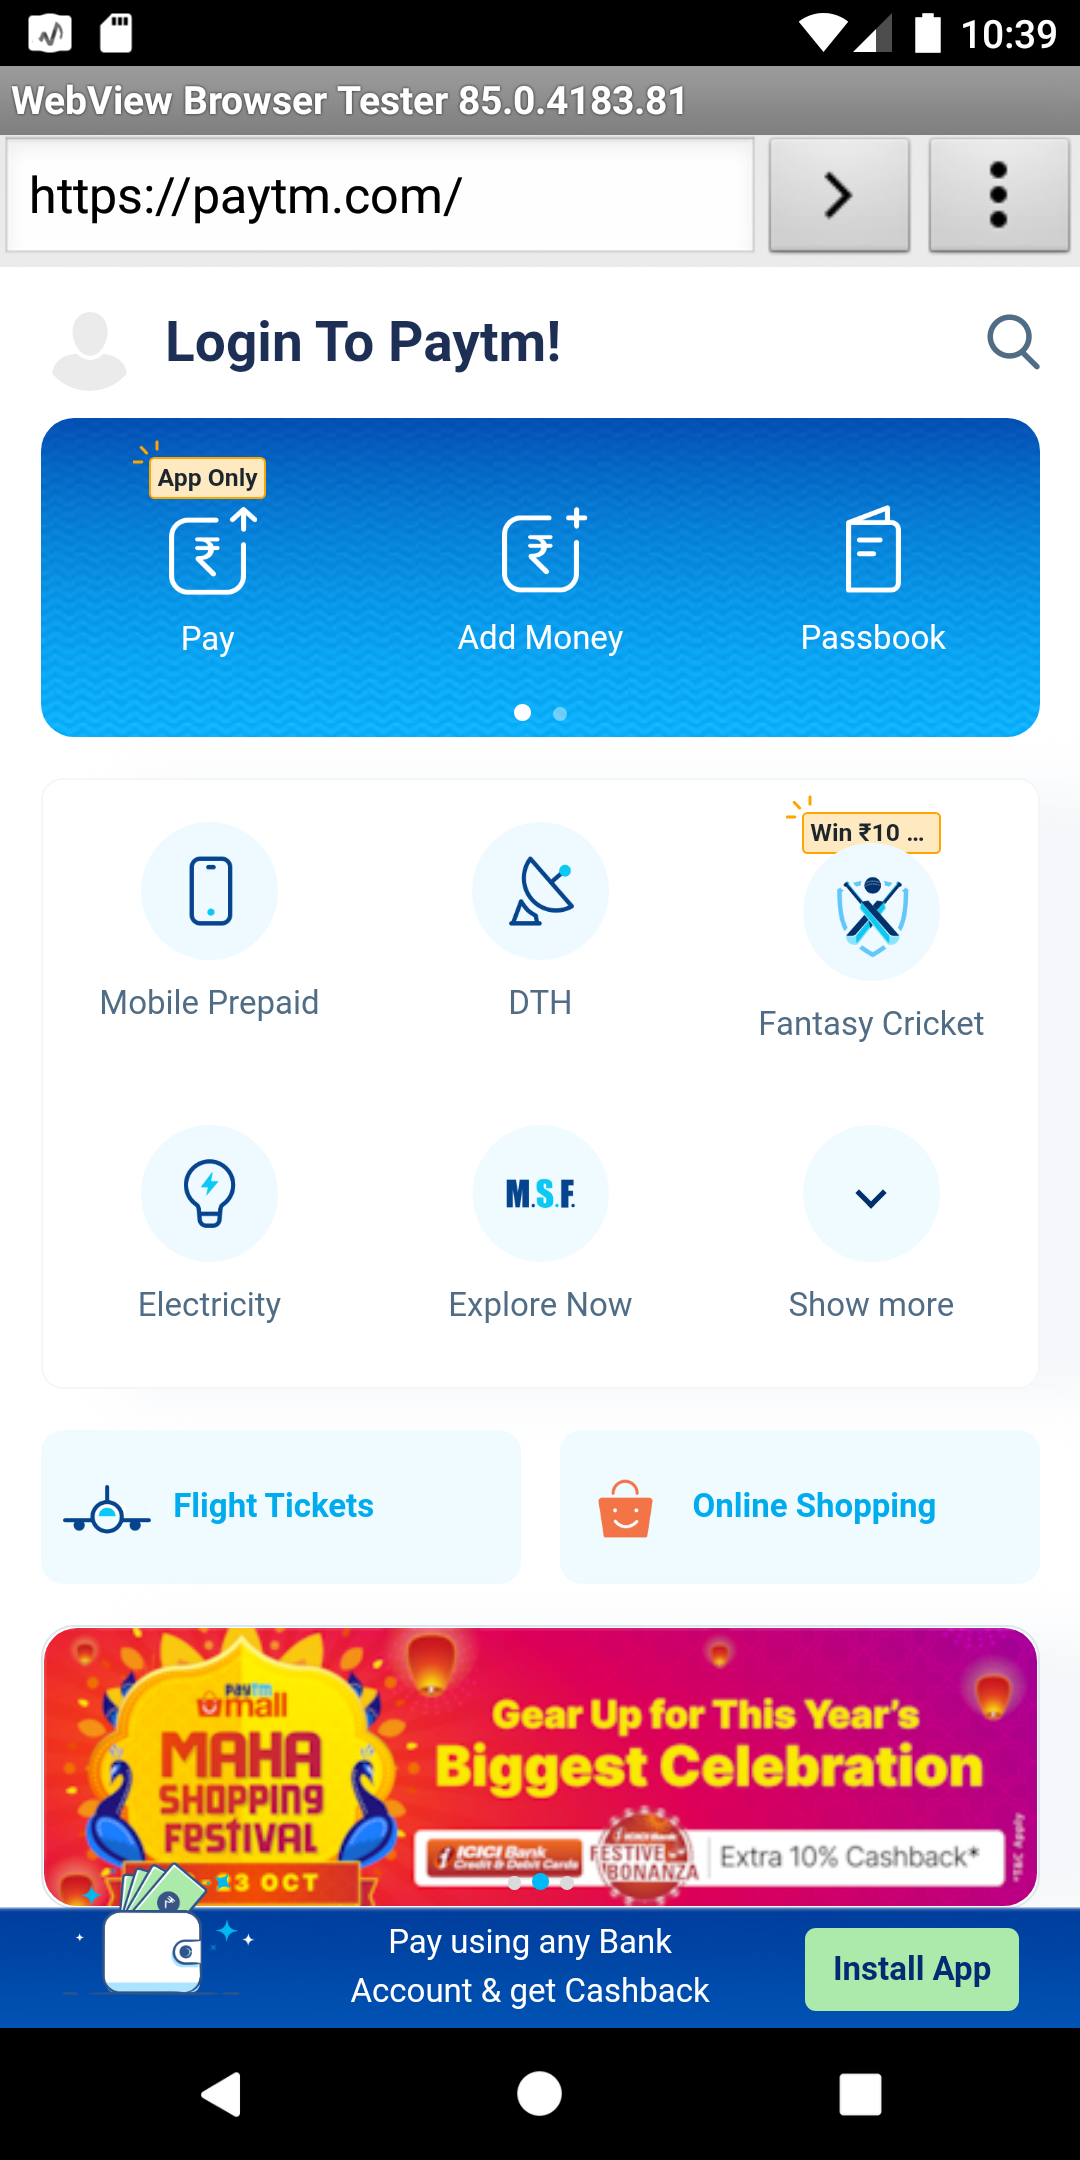 10:39
WebView Browser Tester 85.0.4183.81
https://paytm.com/
Login To Paytm!
App Only
Pay
Add Money
Passbook
Win ₹10 ...
Mobile Prepaid
DTH
Fantasy Cricket
M.S.F.
Electricity
Explore Now
Show more
Flight Tickets
Online Shopping
paytm
mall
MAHA
SHOPPING
FESTIVAL
23 OCT
Gear Up for This Year's
Biggest Celebration
ICICI Bank
Credit & Debit Cards
ICICI Bank
FESTIVE
BONANZA
Extra 10% Cashback*
*T&C Apply
Pay using any Bank
Account & get Cashback
Install App